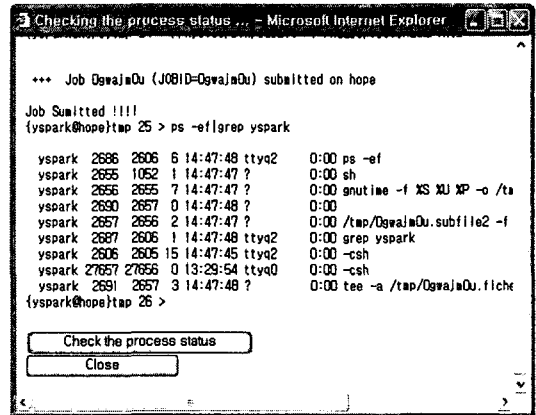 Checking the process status ... - Microsoft Internet Explorer
+++ Job OgwajmOu (JOBID=OgwajmOu) submitted on hope
Job Sumitted !!!!
{yspark@hope}tmp 25 > ps -ef|grep yspark
yspark 2686 2606 6 14:47:48 ttyq2 0:00 ps -ef
yspark 2655 1052 1 14:47:47 ? 0:00 sh
yspark 2656 2655 7 14:47:47 ? 0:00 gnutime -f %S %U %P -o /ta
yspark 2690 2657 0 14:47:48 ? 0:00
yspark 2657 2656 2 14:47:47 ? 0:00 /tmp/OgwajmOu.subfile2 -f
yspark 2687 2606 1 14:47:48 ttyq2 0:00 grep yspark
yspark 2606 2605 15 14:47:45 ttyq2 0:00 -csh
yspark 27657 27656 0 13:29:54 ttyq0 0:00 -csh
yspark 2691 2657 3 14:47:48 ? 0:00 tee -a /tmp/OgwajmOu.fiche
{yspark@hope}tmp 26 >
Check the process status
Close